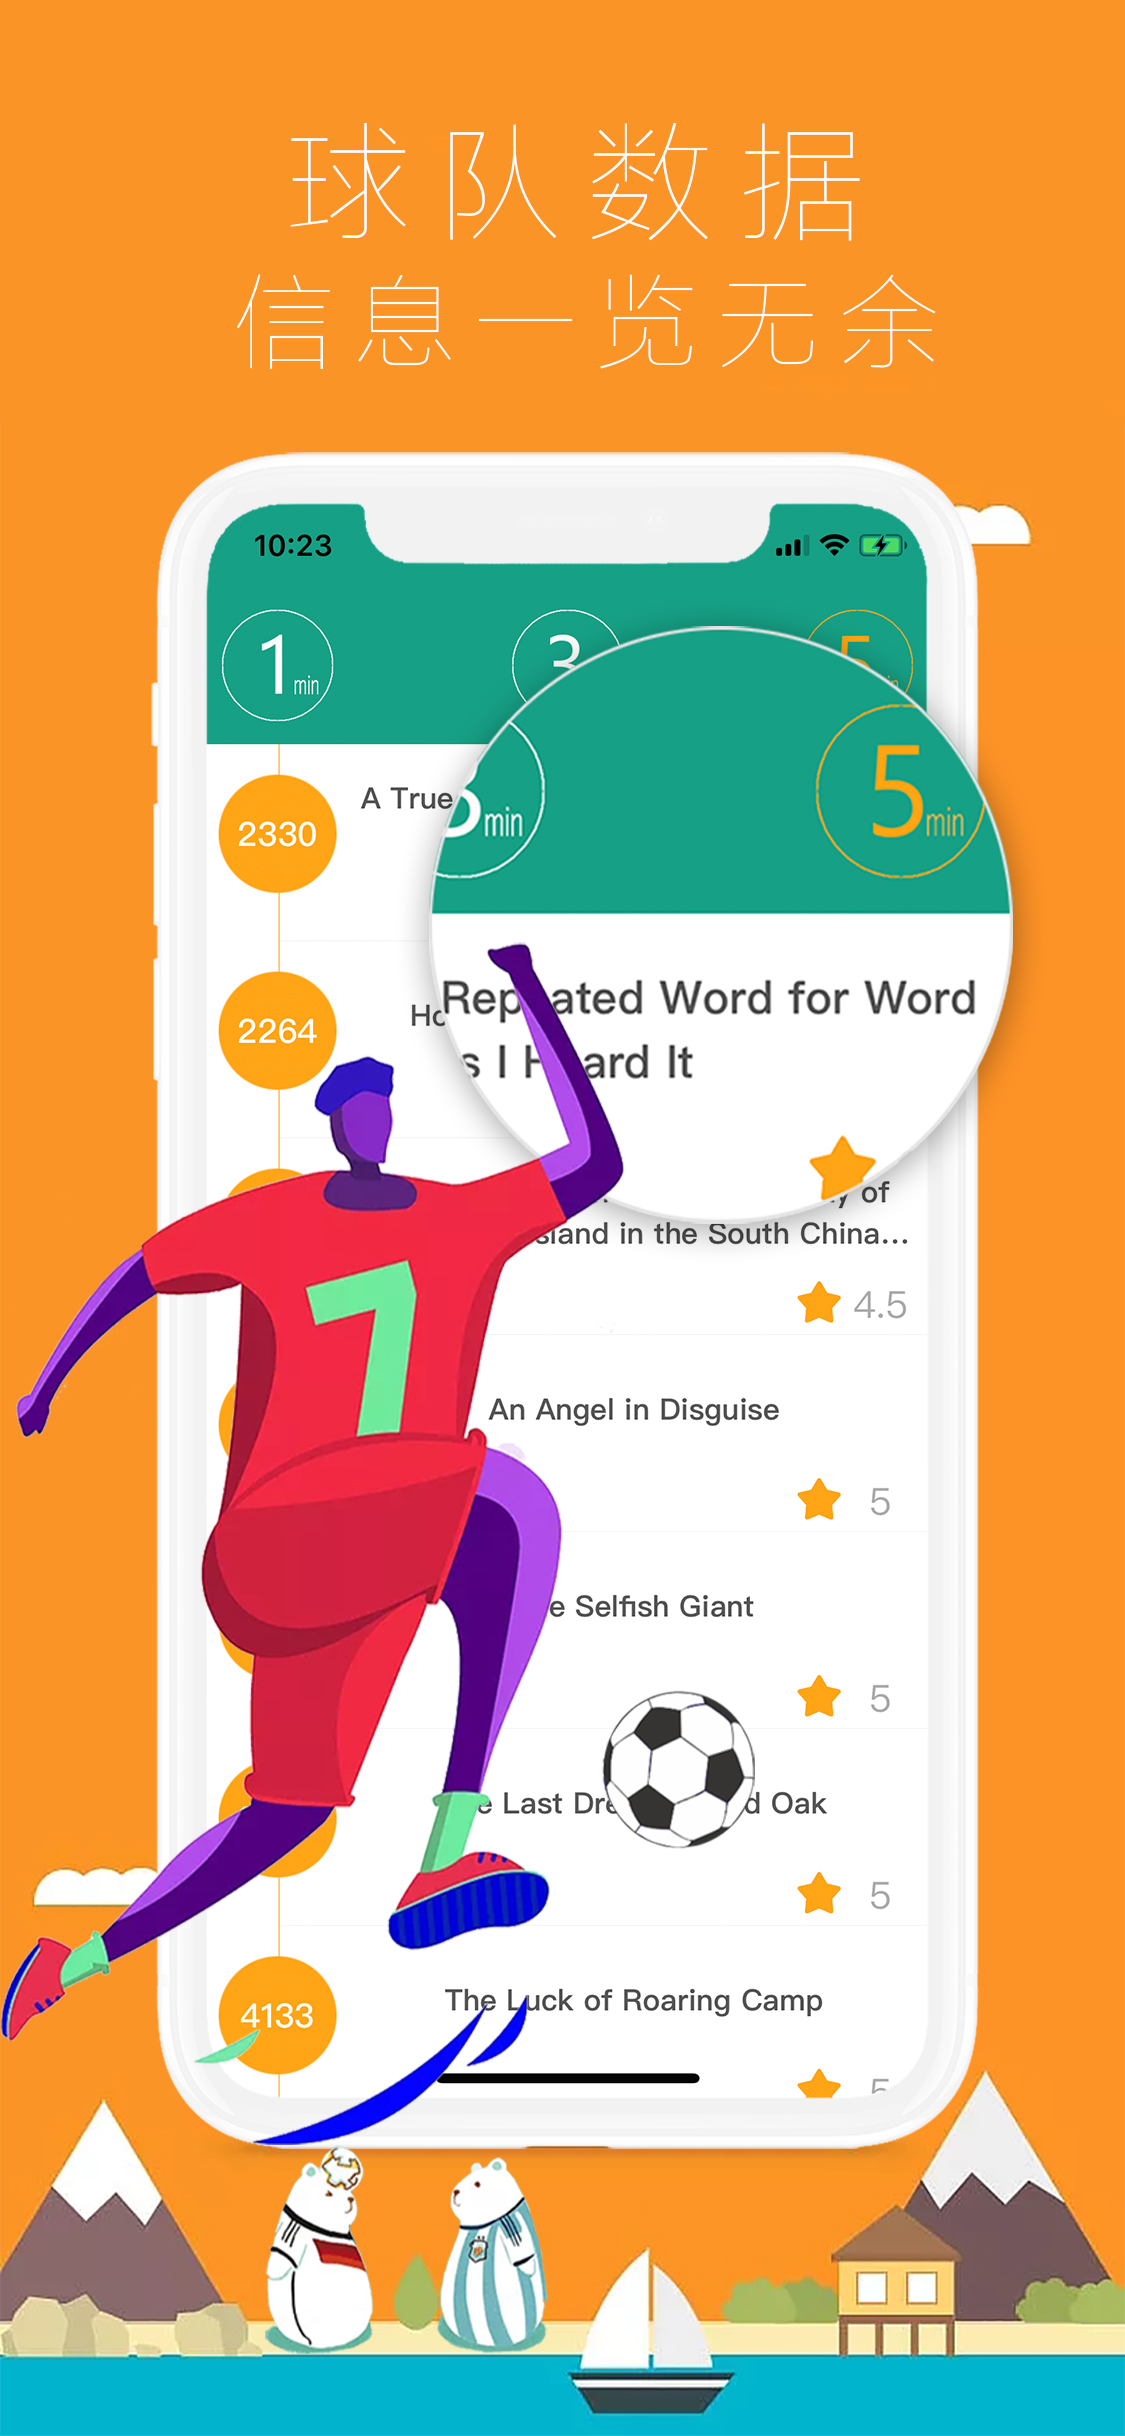 球队数据
信息一览无余
10:23
1 min
3
5
5 min
min
2330
A True
Repeated Word for Word
s I Heard It
2264
y of
sland in the South China...
4.5
An Angel in Disguise
5
e Selfish Giant
5
e Last Dre d Oak
5
4133
The Luck of Roaring Camp
5
7